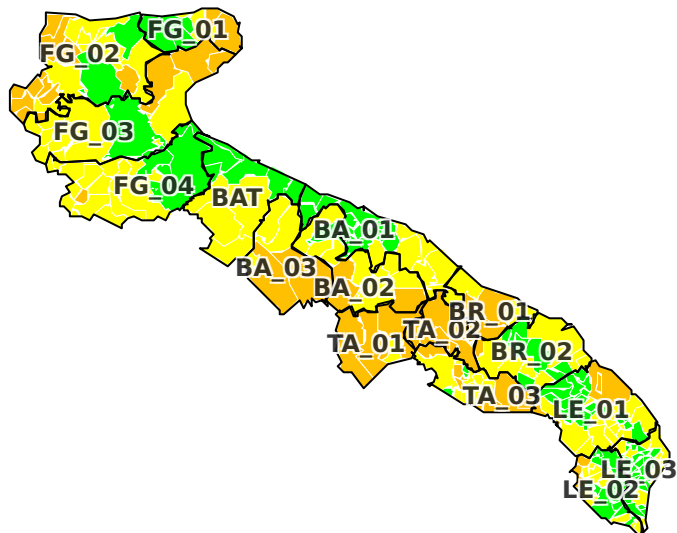 FG_01
FG_02
FG_03
FG_04
BAT
BA_01
BA_03
BA_02
BR_01
TA_02
TA_01
BR_02
TA_03
LE_01
LE_03
LE_02